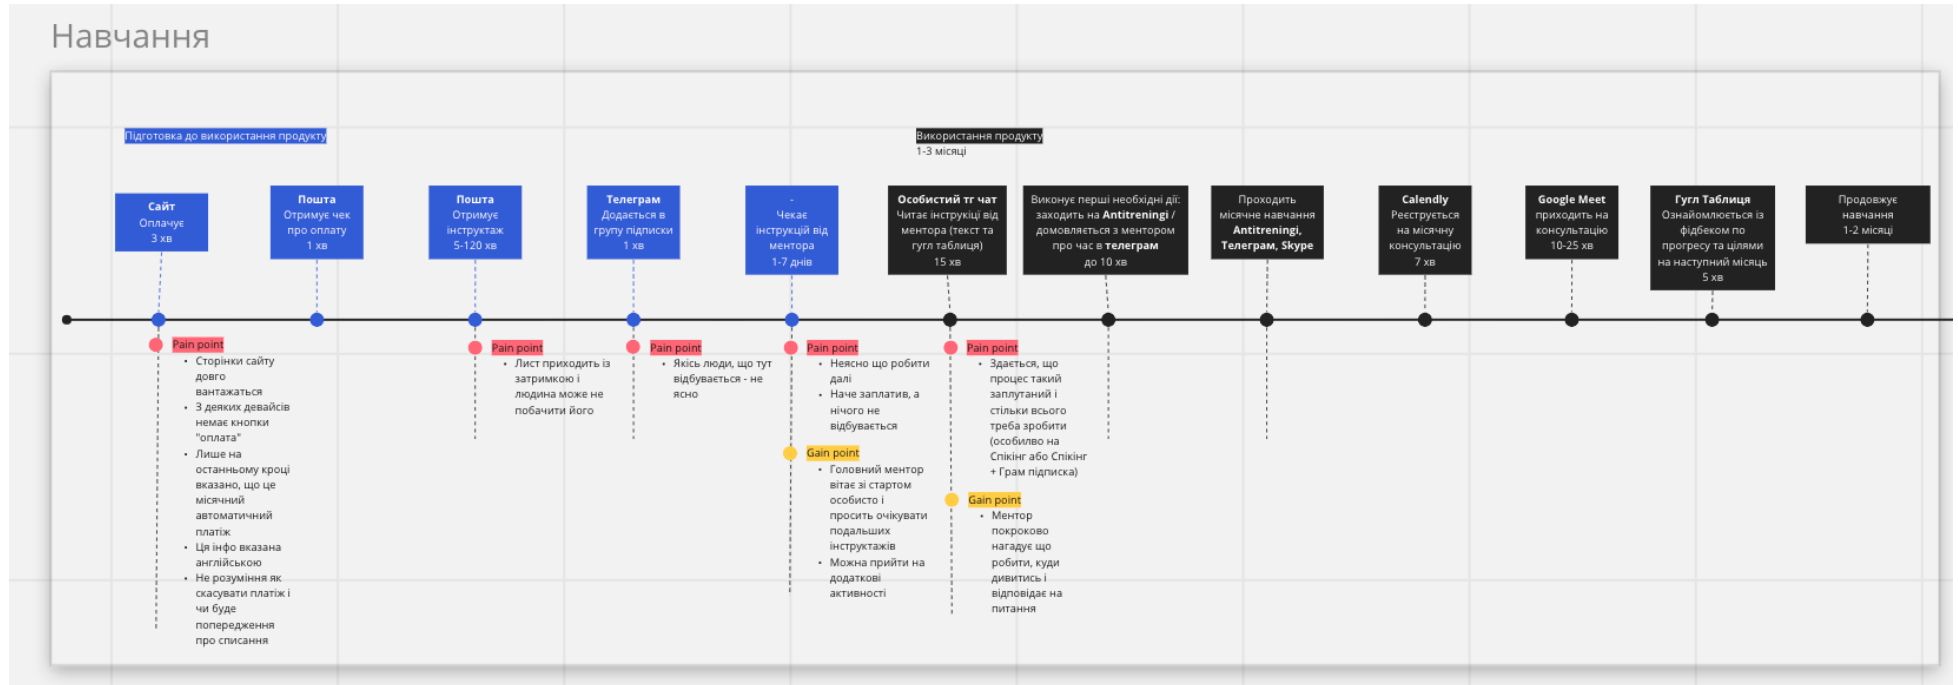 Навчання
Підготовка до використання продукту
Використання продукту
1-3 місяці
Сайт
Оплачує
3 хв
Пошта
Отримує чек
про оплату
1 хв
Пошта
Отримує
інструктаж
5-120 хв
Телеграм
Додається в
групу підписки
1 хв
-
Чекає
інструкцій від
ментора
1-7 днів
Особистий тг чат
Читає інструкіції від
ментора (текст та
гугл таблиця)
15 хв
Виконує перші необхідні дії:
заходить на Antitreningi /
домовляється з ментором
про час в телеграм
до 10 хв
Проходить
місячне навчання
Antitreningi,
Телеграм, Skype
Calendly
Реєструється
на місячну
консультацію
7 хв
Google Meet
приходить на
консультацію
10-25 хв
Гугл Таблиця
Ознайомлюється із
фідбеком по
прогресу та цілями
на наступний місяць
5 хв
Продовжує
навчання
1-2 місяці
Pain point
• Сторінки сайту
довго
вантажаться
• З деяких девайсів
немає кнопки
"оплата"
• Лише на
останньому кроці
вказано, що це
місячний
автоматичний
платіж
• Ця інфо вказана
англійською
• Не розуміння як
скасувати платіж і
чи буде
попередження
про списання
Pain point
• Лист приходить із
затримкою і
людина може не
побачити його
Pain point
• Якісь люди, що тут
відбувається - не
ясно
Pain point
• Неясно що робити
далі
• Наче заплатив, а
нічого не
відбувається
Gain point
• Головний ментор
вітає зі стартом
особисто і
просить очікувати
подальших
інструктажів
• Можна прийти на
додаткові
активності
Pain point
• Здається, що
процес такий
заплутаний і
стільки всього
треба зробити
(особилво на
Спікінг або Спікінг
+ Грам підписка)
Gain point
• Ментор
покроково
нагадує що
робити, куди
дивитись і
відповідає на
питання